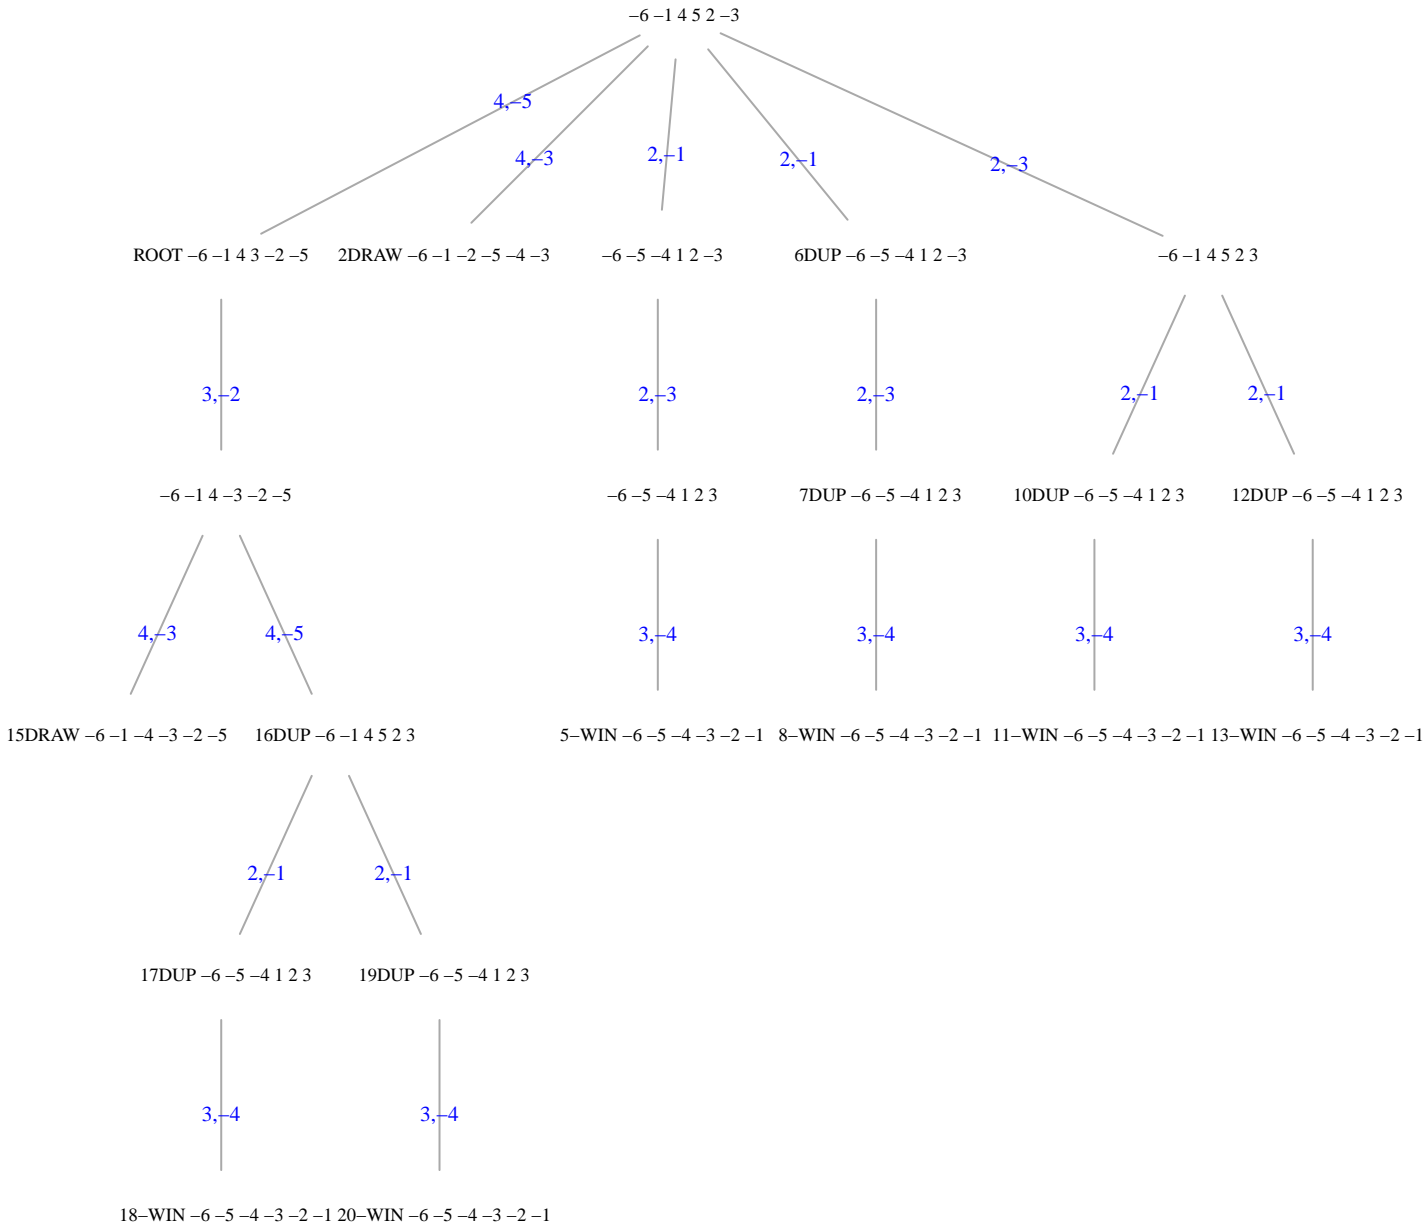 −6 −1 4 5 2 −3
4,−5
4,−3
2,−1
2,−1
2,−3
ROOT −6 −1 4 3 −2 −5
2DRAW −6 −1 −2 −5 −4 −3
−6 −5 −4 1 2 −3
6DUP −6 −5 −4 1 2 −3
−6 −1 4 5 2 3
3,−2
2,−3
2,−3
2,−1
2,−1
−6 −1 4 −3 −2 −5
−6 −5 −4 1 2 3
7DUP −6 −5 −4 1 2 3
10DUP −6 −5 −4 1 2 3
12DUP −6 −5 −4 1 2 3
4,−3
4,−5
3,−4
3,−4
3,−4
3,−4
15DRAW −6 −1 −4 −3 −2 −5
16DUP −6 −1 4 5 2 3
5−WIN −6 −5 −4 −3 −2 −1
8−WIN −6 −5 −4 −3 −2 −1
11−WIN −6 −5 −4 −3 −2 −1
13−WIN −6 −5 −4 −3 −2 −1
2,−1
2,−1
17DUP −6 −5 −4 1 2 3
19DUP −6 −5 −4 1 2 3
3,−4
3,−4
18−WIN −6 −5 −4 −3 −2 −1
20−WIN −6 −5 −4 −3 −2 −1